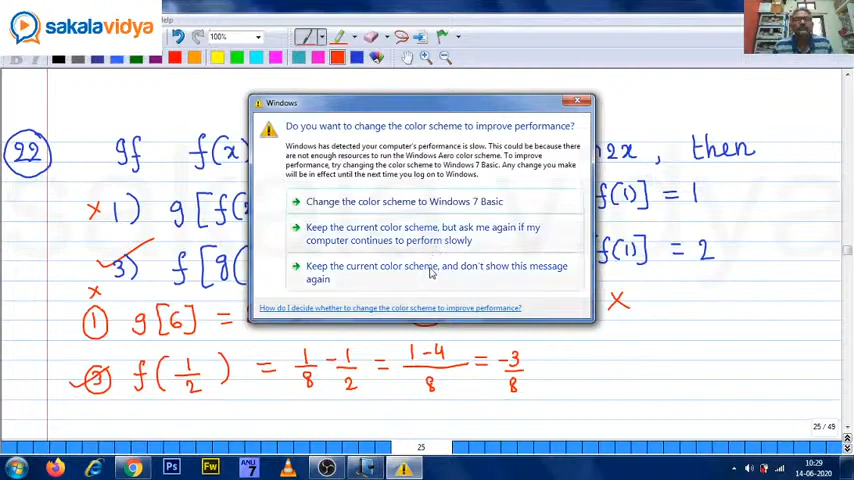 sakalavidya
Help
100%
Windows
Do you want to change the color scheme to improve performance?
Windows has detected your computer's performance is slow. This could be because there are not enough resources to run the Windows Aero color scheme. To improve performance, try changing the color scheme to Windows 7 Basic. Any change you make will be in effect until the next time you log on to Windows.
Change the color scheme to Windows 7 Basic
Keep the current color scheme, but ask me again if my
computer continues to perform slowly
Keep the current color scheme, and don't show this message
again
How do I decide whether to change the color scheme to improve performance?
22 gf f(x) 2x, then
x 1) g[f( f(1)] = 1
3) f[g( f(1)] = 2
x
① g[6] = x
③ f(1/2) = 1/8 - 1/2 = 1-4/8 = -3/8
25 / 49
25
Ps
Fw
ANU
7
10:29
14-06-2020